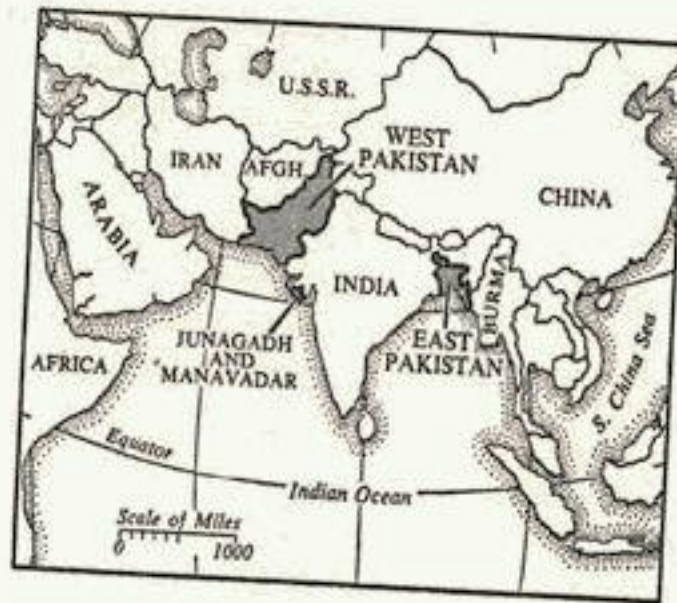 U.S.S.R.
WEST
PAKISTAN
IRAN
AFGH.
CHINA
ARABIA
INDIA
BURMA
JUNAGADH
AND
MANAVADAR
EAST
PAKISTAN
AFRICA
S. China Sea
Equator
Indian Ocean
Scale of Miles
0 1000